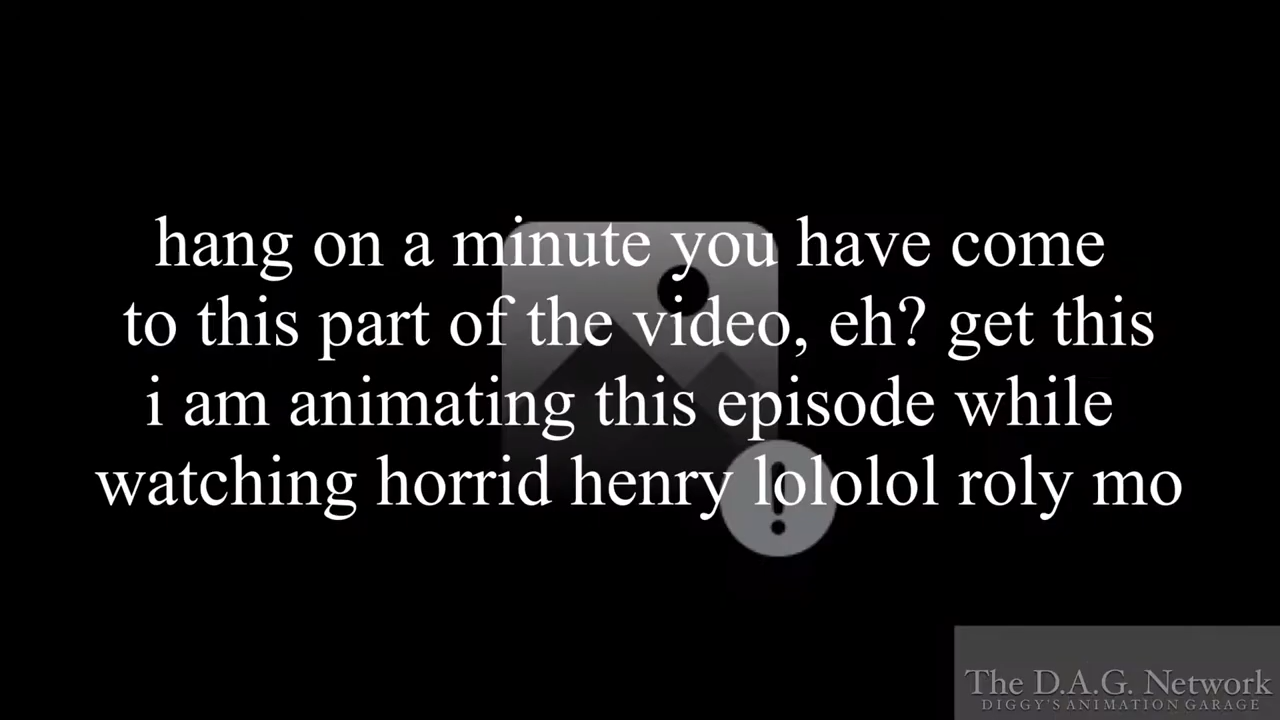 hang on a minute you have come
to this part of the video, eh? get this
i am animating this episode while
watching horrid henry lololol roly mo
The D.A.G. Network
DIGGY'S ANIMATION GARAGE